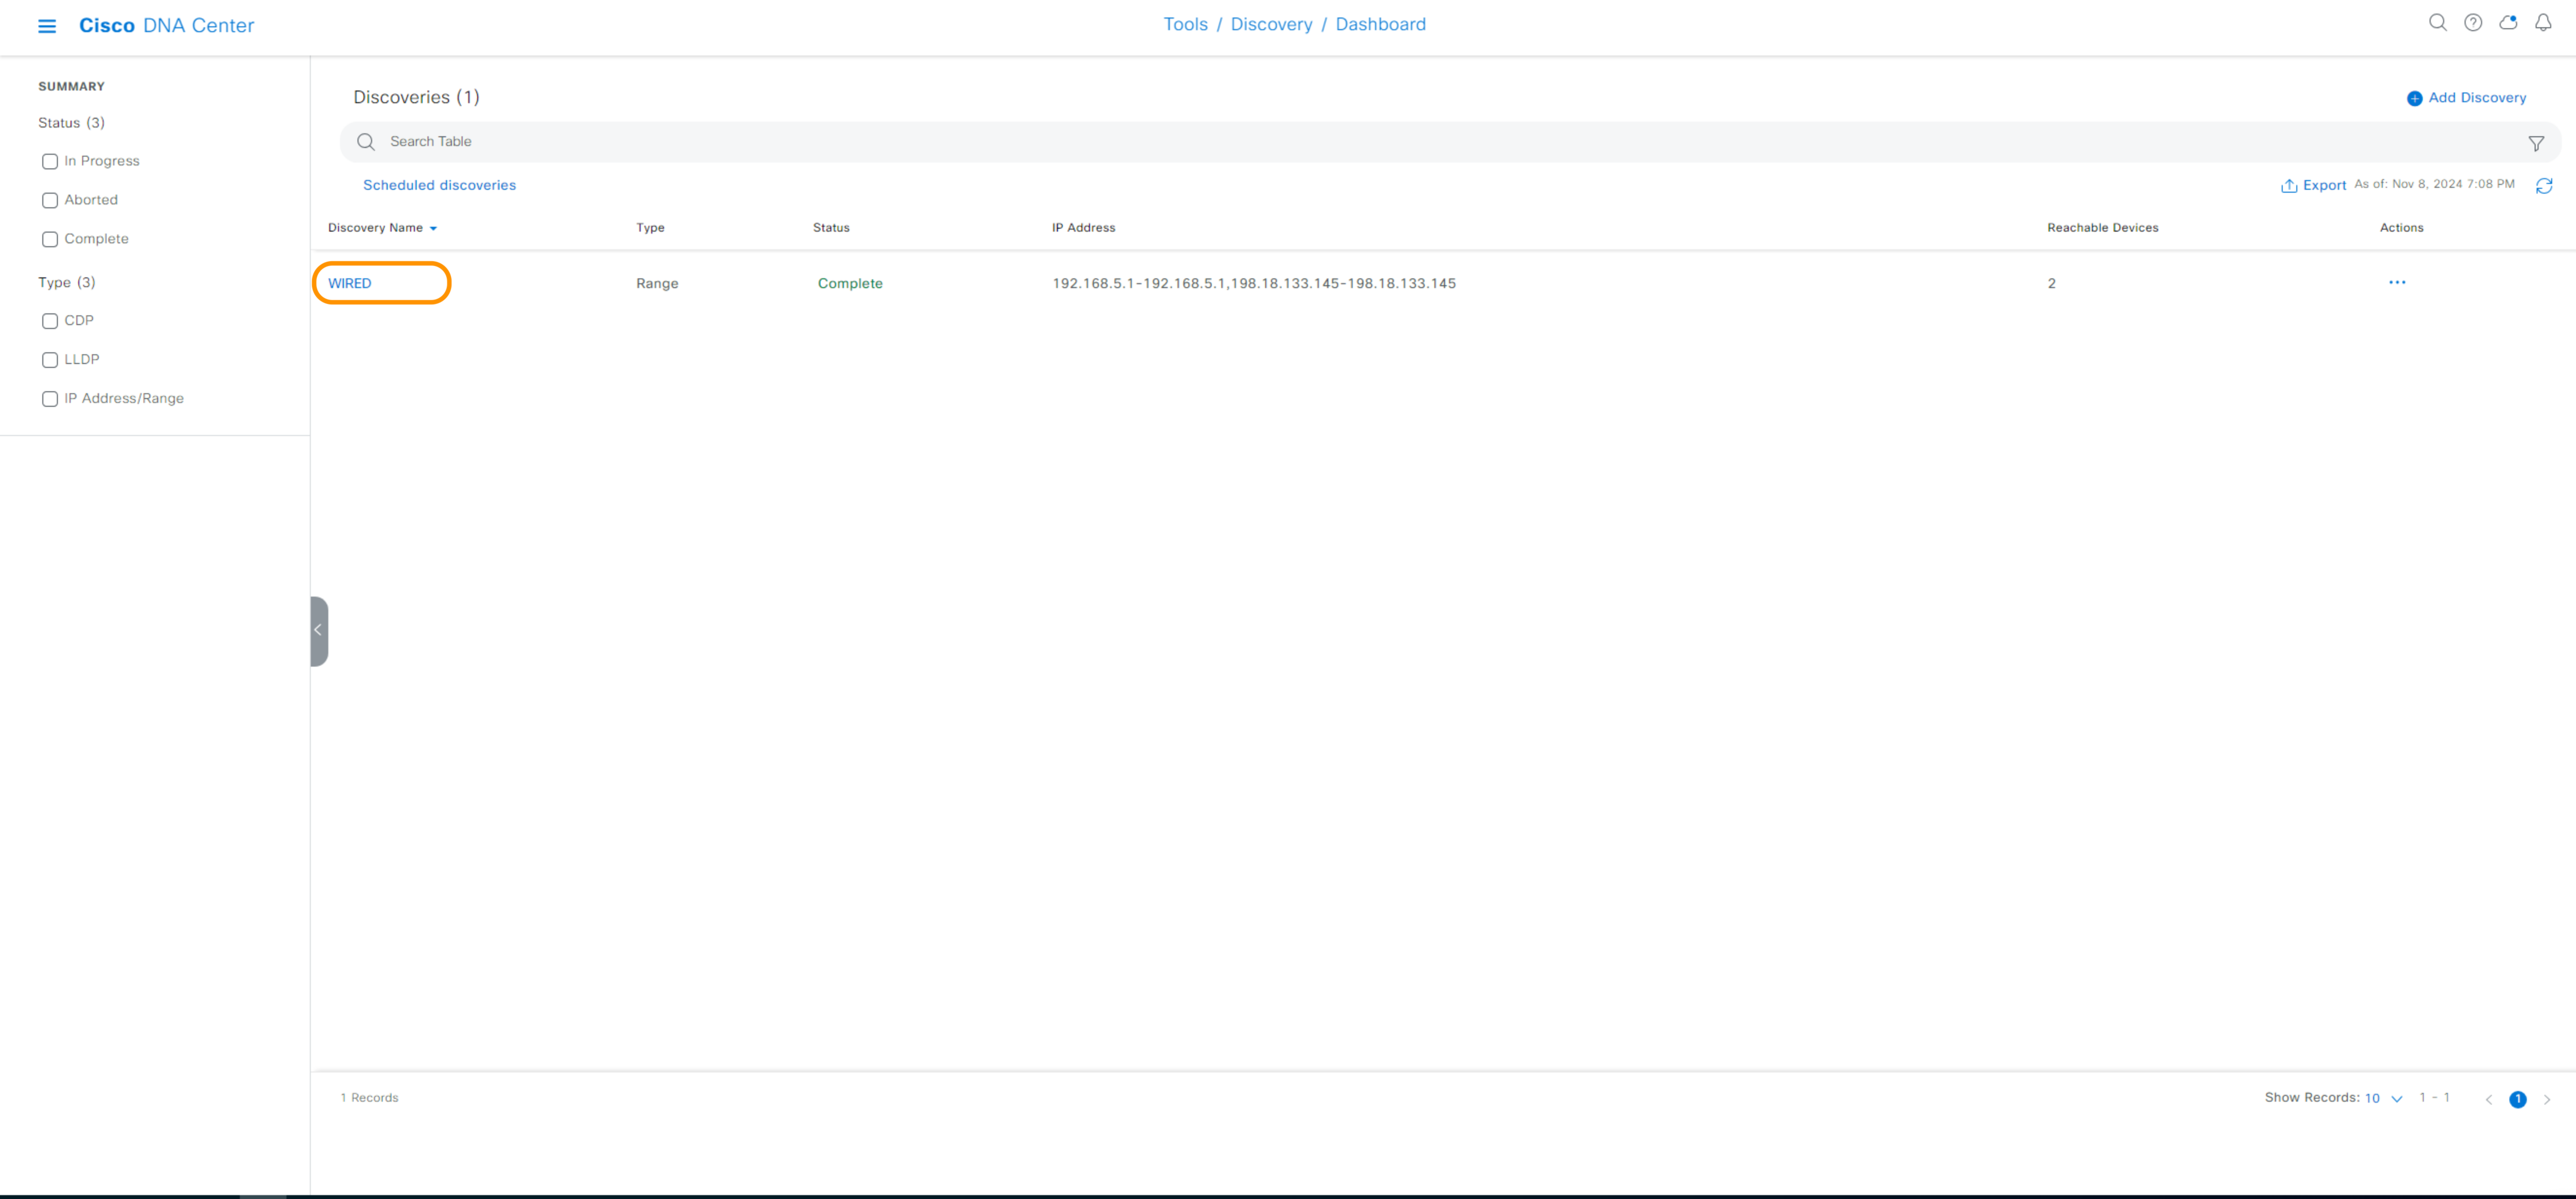 Cisco DNA Center
Tools / Discovery / Dashboard
SUMMARY
Status (3)
In Progress
Aborted
Complete
Type (3)
CDP
LLDP
IP Address/Range
Discoveries (1)
Add Discovery
Search Table
Scheduled discoveries
Export As of: Nov 8, 2024 7:08 PM
Discovery Name Type Status IP Address Reachable Devices Actions
WIRED Range Complete 192.168.5.1-192.168.5.1,198.18.133.145-198.18.133.145 2 ...
1 Records
Show Records: 10 1 - 1 < 1 >